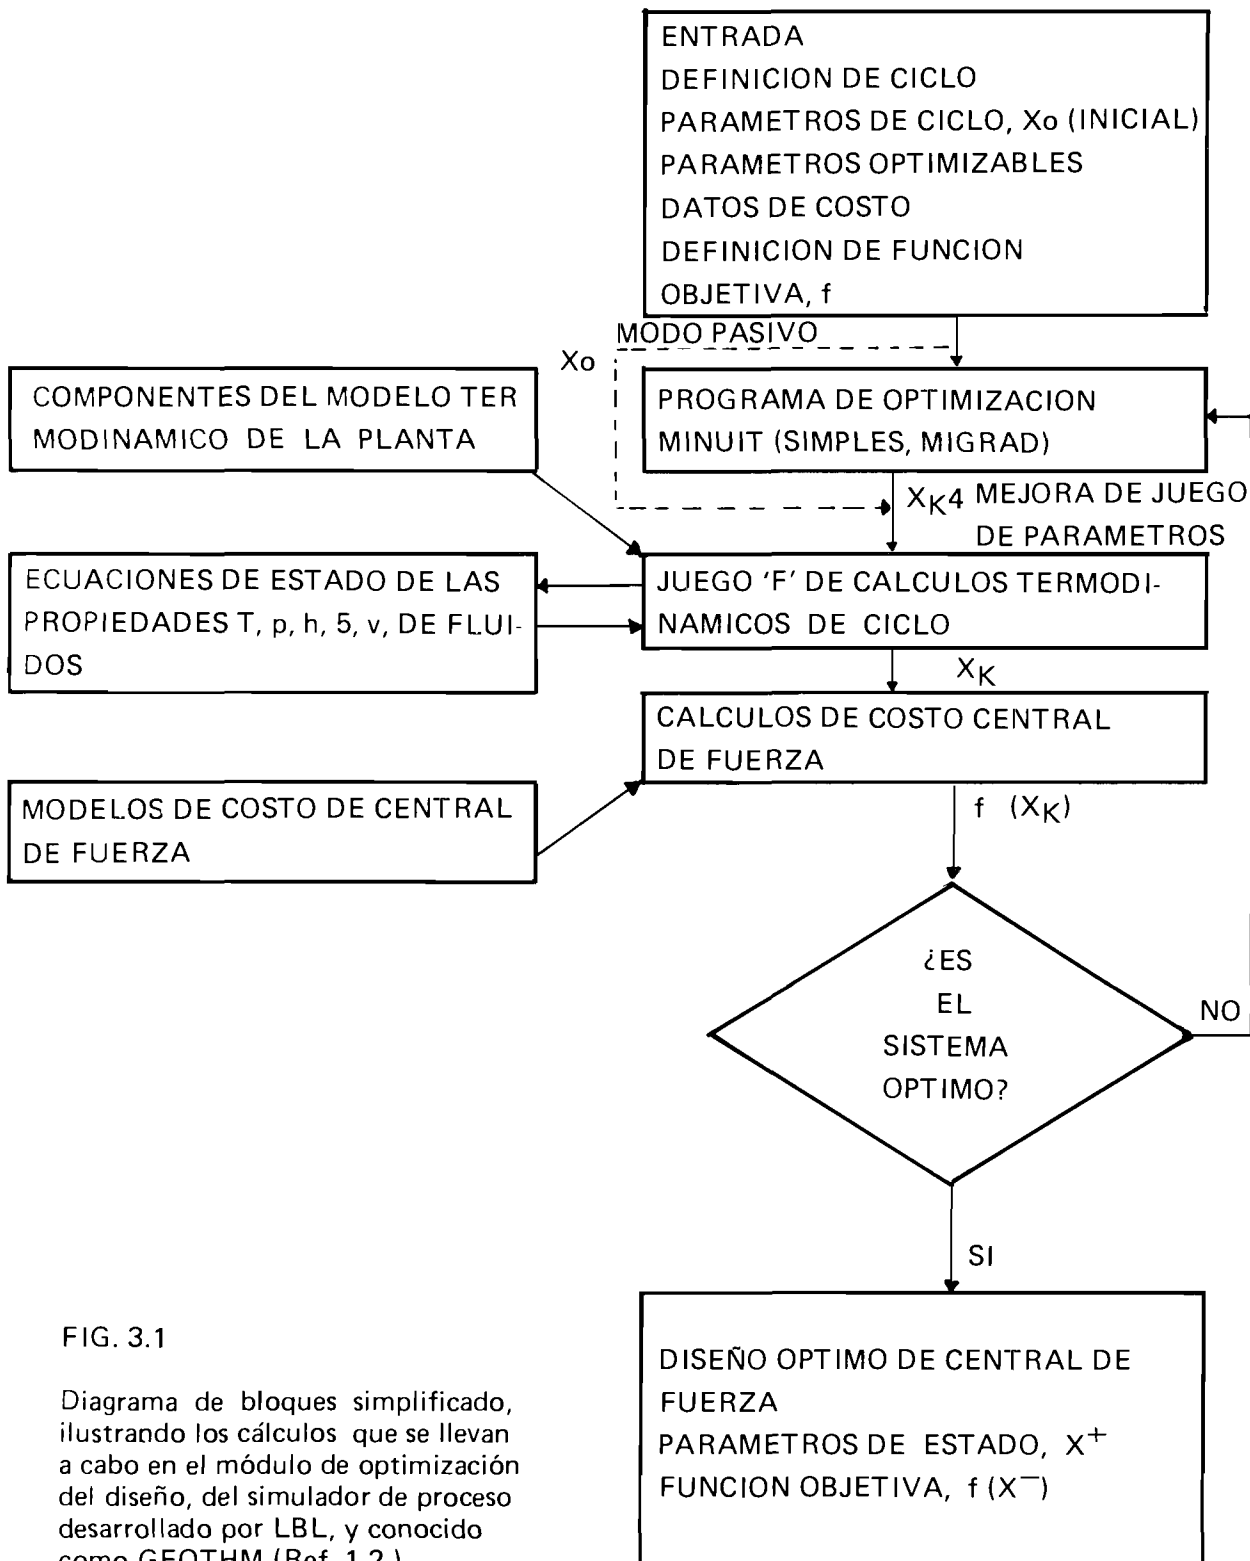 ENTRADA
DEFINICION DE CICLO
PARAMETROS DE CICLO, Xo (INICIAL)
PARAMETROS OPTIMIZABLES
DATOS DE COSTO
DEFINICION DE FUNCION
OBJETIVA, f
MODO PASIVO
Xo
COMPONENTES DEL MODELO TER
MODINAMICO DE LA PLANTA
PROGRAMA DE OPTIMIZACION
MINUIT (SIMPLES, MIGRAD)
XK4 MEJORA DE JUEGO
DE PARAMETROS
ECUACIONES DE ESTADO DE LAS
PROPIEDADES T, p, h, 5, v, DE FLUI-
DOS
JUEGO 'F' DE CALCULOS TERMODI-
NAMICOS DE CICLO
XK
CALCULOS DE COSTO CENTRAL
DE FUERZA
MODELOS DE COSTO DE CENTRAL
DE FUERZA
f (XK)
¿ES
EL
SISTEMA
OPTIMO?
NO
SI
DISEÑO OPTIMO DE CENTRAL DE
FUERZA
PARAMETROS DE ESTADO, X+
FUNCION OBJETIVA, f (X−)
FIG. 3.1
Diagrama de bloques simplificado,
ilustrando los cálculos que se llevan
a cabo en el módulo de optimización
del diseño, del simulador de proceso
desarrollado por LBL, y conocido
como GEOTHM (Ref. 1.2.)